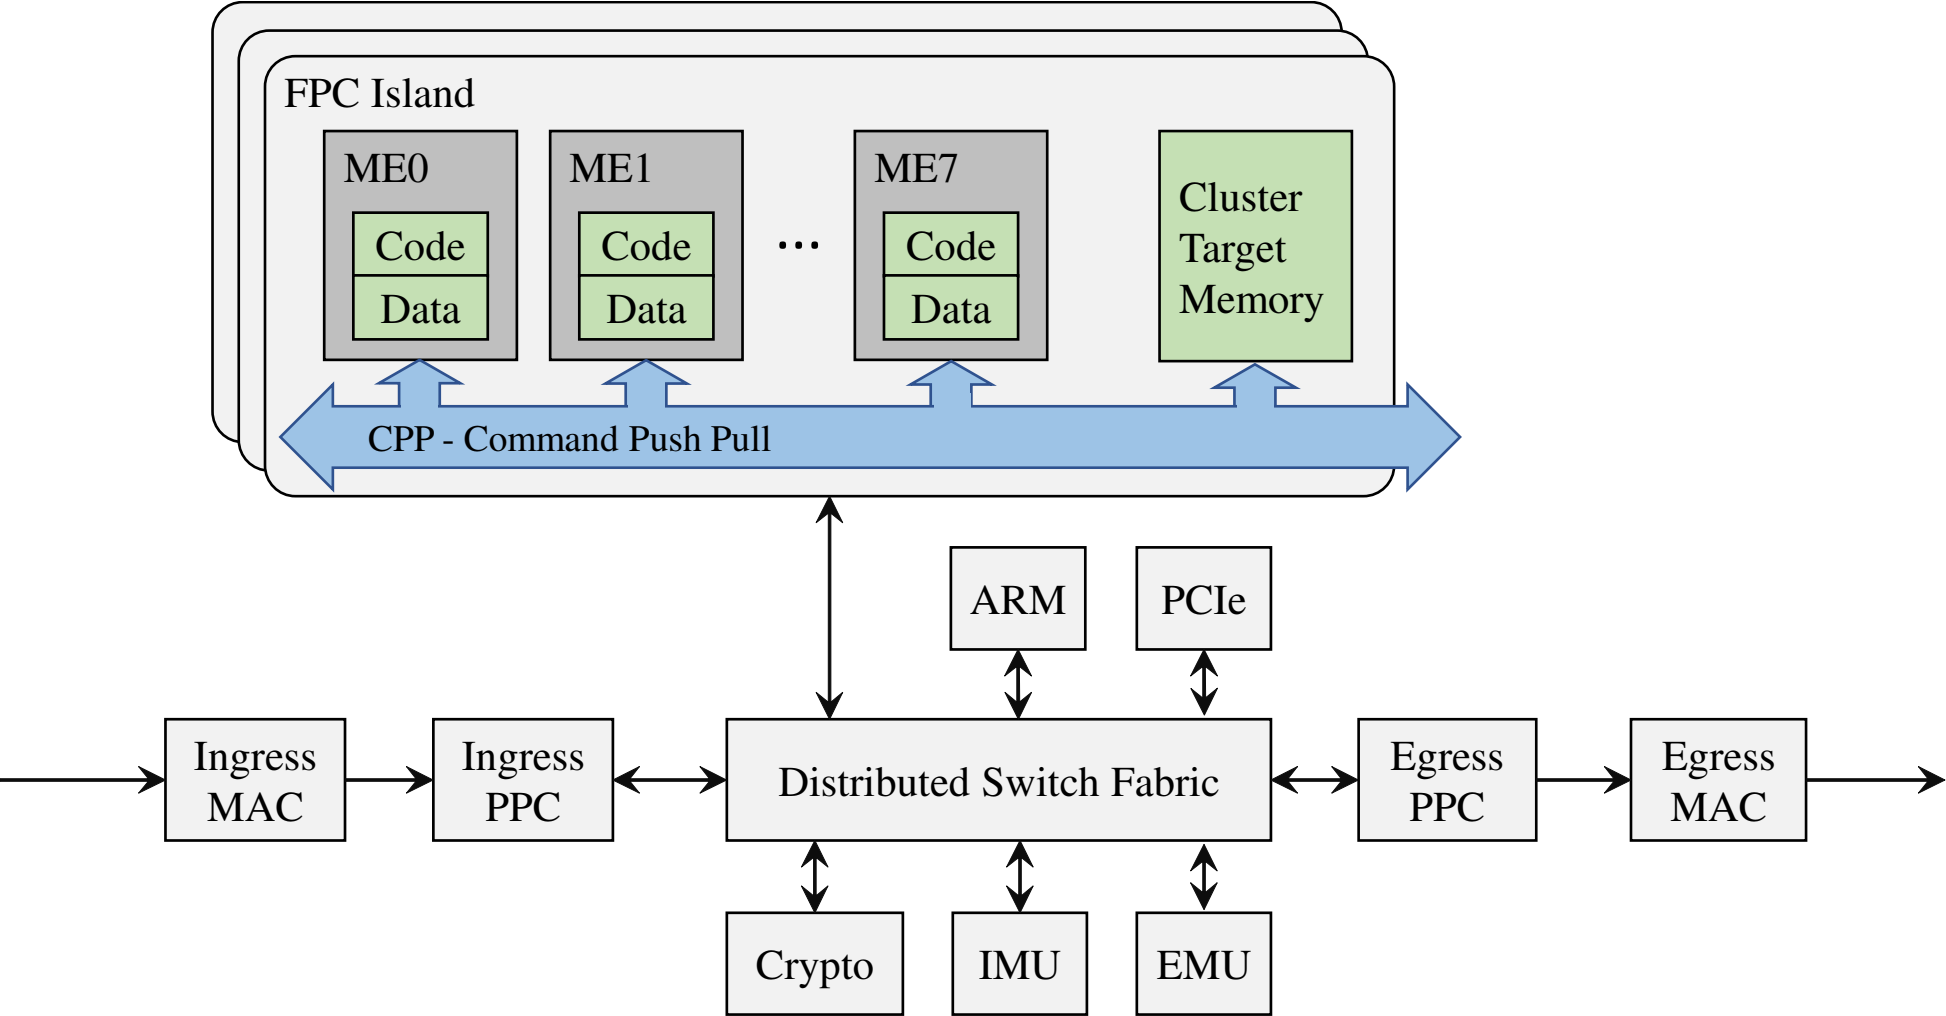 FPC Island
ME0
Code
Data
ME1
Code
Data
...
ME7
Code
Data
Cluster
Target
Memory
CPP - Command Push Pull
ARM
PCIe
Ingress
MAC
Ingress
PPC
Distributed Switch Fabric
Egress
PPC
Egress
MAC
Crypto
IMU
EMU